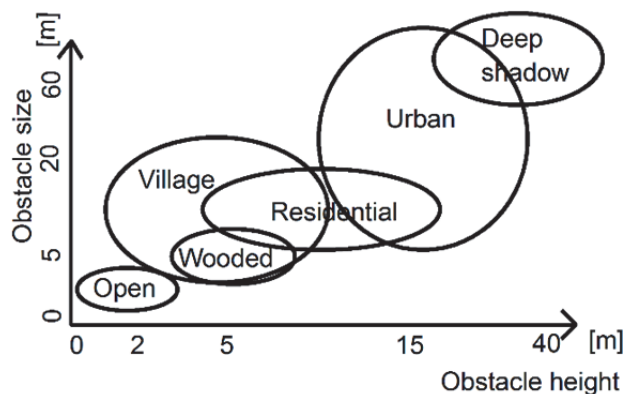 [m]
Obstacle size
60
20
5
0
Deep
shadow
Urban
Village
Residential
Wooded
Open
0 2 5 15 40 [m]
Obstacle height